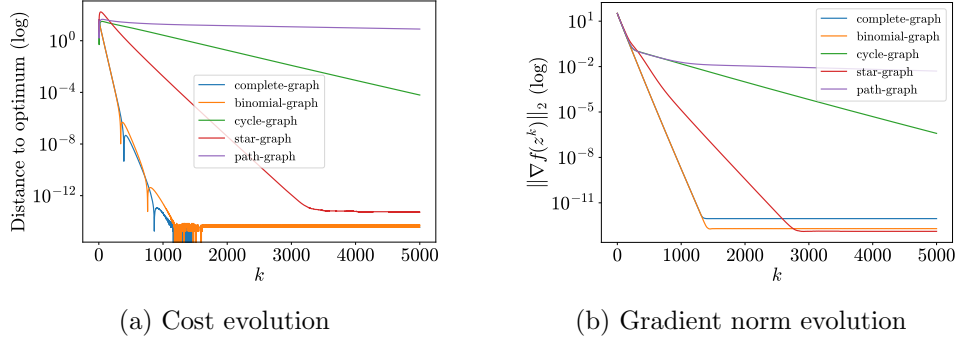 Distance to optimum (log)
10^0
10^{-4}
10^{-8}
10^{-12}
complete-graph
binomial-graph
cycle-graph
star-graph
path-graph
0 1000 2000 3000 4000 5000
k
(a) Cost evolution
||∇f(z^k)||_2 (log)
10^{-2}
10^{-5}
10^{-8}
10^{-11}
complete-graph
binomial-graph
cycle-graph
star-graph
path-graph
0 1000 2000 3000 4000 5000
k
(b) Gradient norm evolution